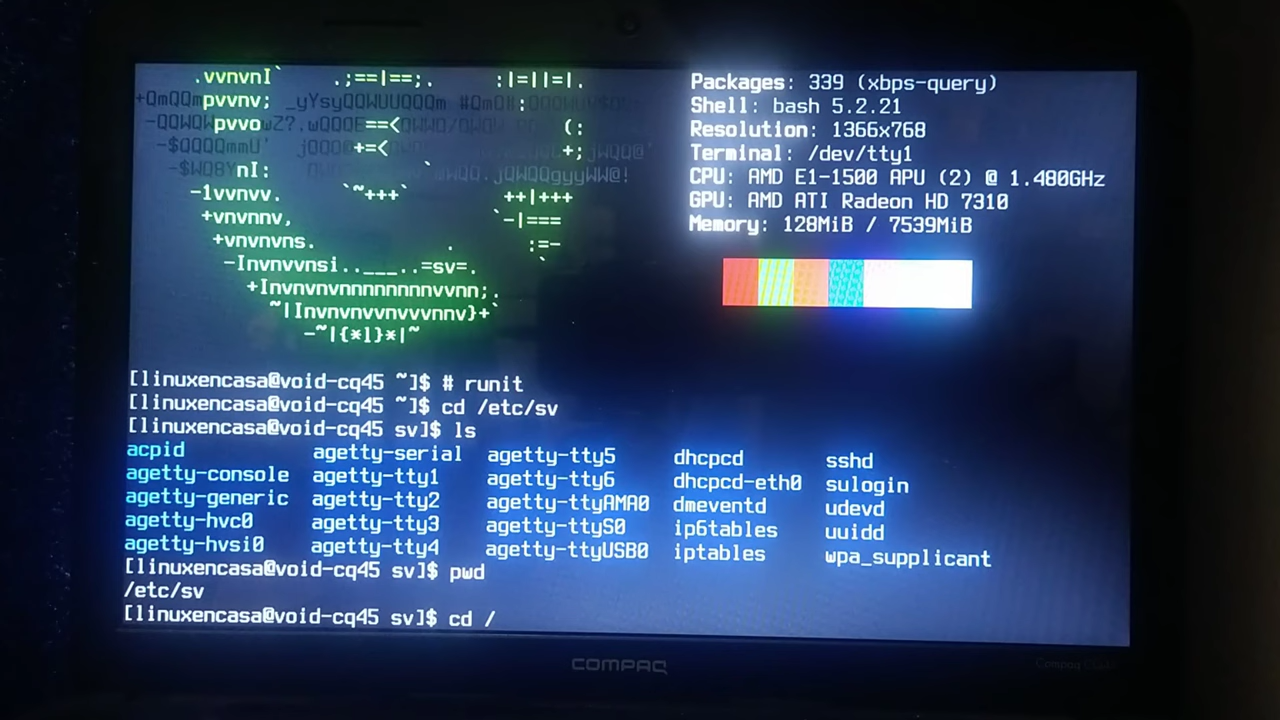 Packages: 339 (xbps-query)
Shell: bash 5.2.21
Resolution: 1366x768
Terminal: /dev/tty1
CPU: AMD E1-1500 APU (2) @ 1.480GHz
GPU: AMD ATI Radeon HD 7310
Memory: 128MiB / 7539MiB
[linuxencasa@void-cq45 ~]$ # runit
[linuxencasa@void-cq45 ~]$ cd /etc/sv
[linuxencasa@void-cq45 sv]$ ls
acpid agetty-serial agetty-tty5 dhcpcd sshd
agetty-console agetty-tty1 agetty-tty6 dhcpcd-eth0 sulogin
agetty-generic agetty-tty2 agetty-ttyAMA0 dmeventd udevd
agetty-hvc0 agetty-tty3 agetty-ttyS0 ip6tables uuidd
agetty-hvsi0 agetty-tty4 agetty-ttyUSB0 iptables wpa_supplicant
[linuxencasa@void-cq45 sv]$ pwd
/etc/sv
[linuxencasa@void-cq45 sv]$ cd /
COMPAQ